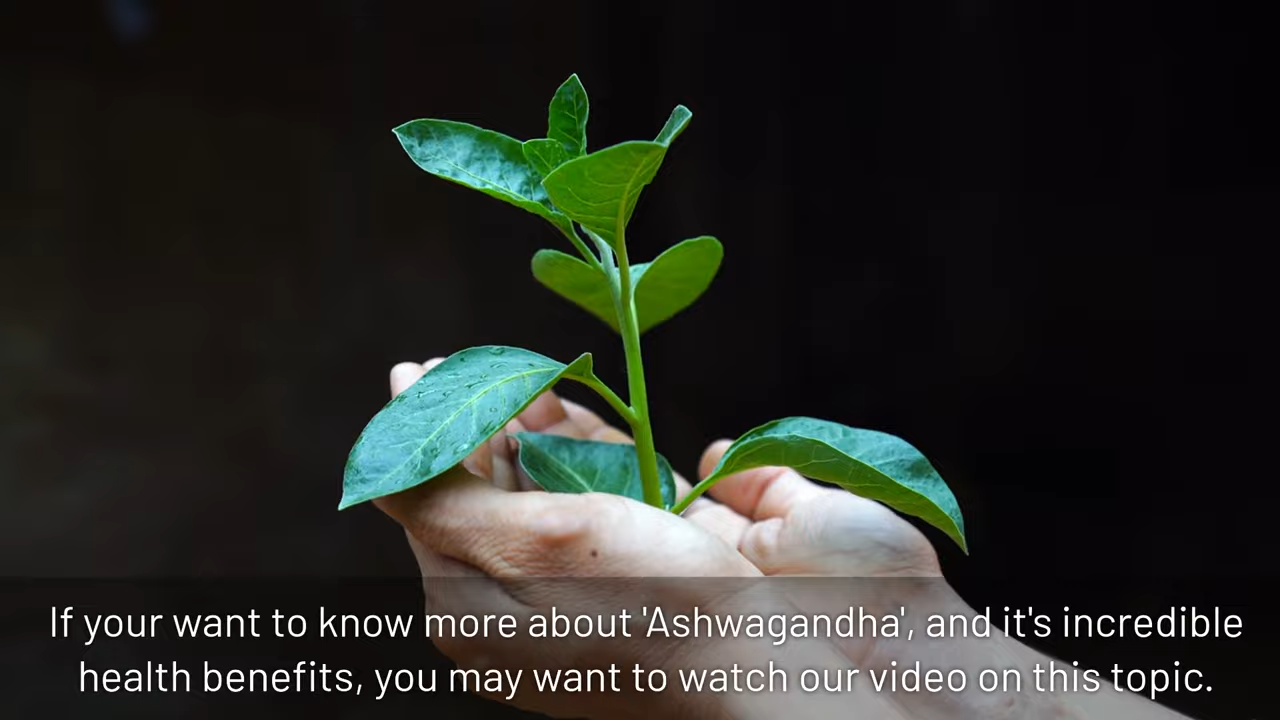 If your want to know more about 'Ashwagandha', and it's incredible
health benefits, you may want to watch our video on this topic.